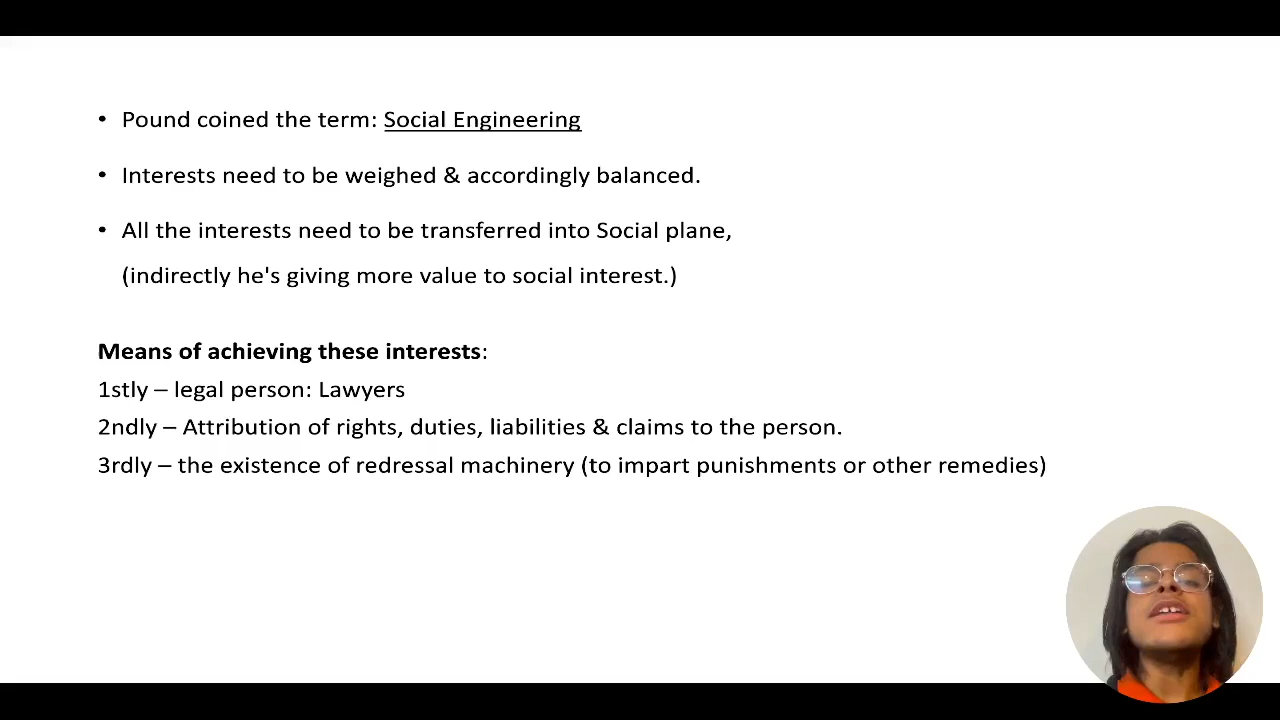 • Pound coined the term: Social Engineering
• Interests need to be weighed & accordingly balanced.
• All the interests need to be transferred into Social plane,
(indirectly he's giving more value to social interest.)
Means of achieving these interests:
1stly – legal person: Lawyers
2ndly – Attribution of rights, duties, liabilities & claims to the person.
3rdly – the existence of redressal machinery (to impart punishments or other remedies)